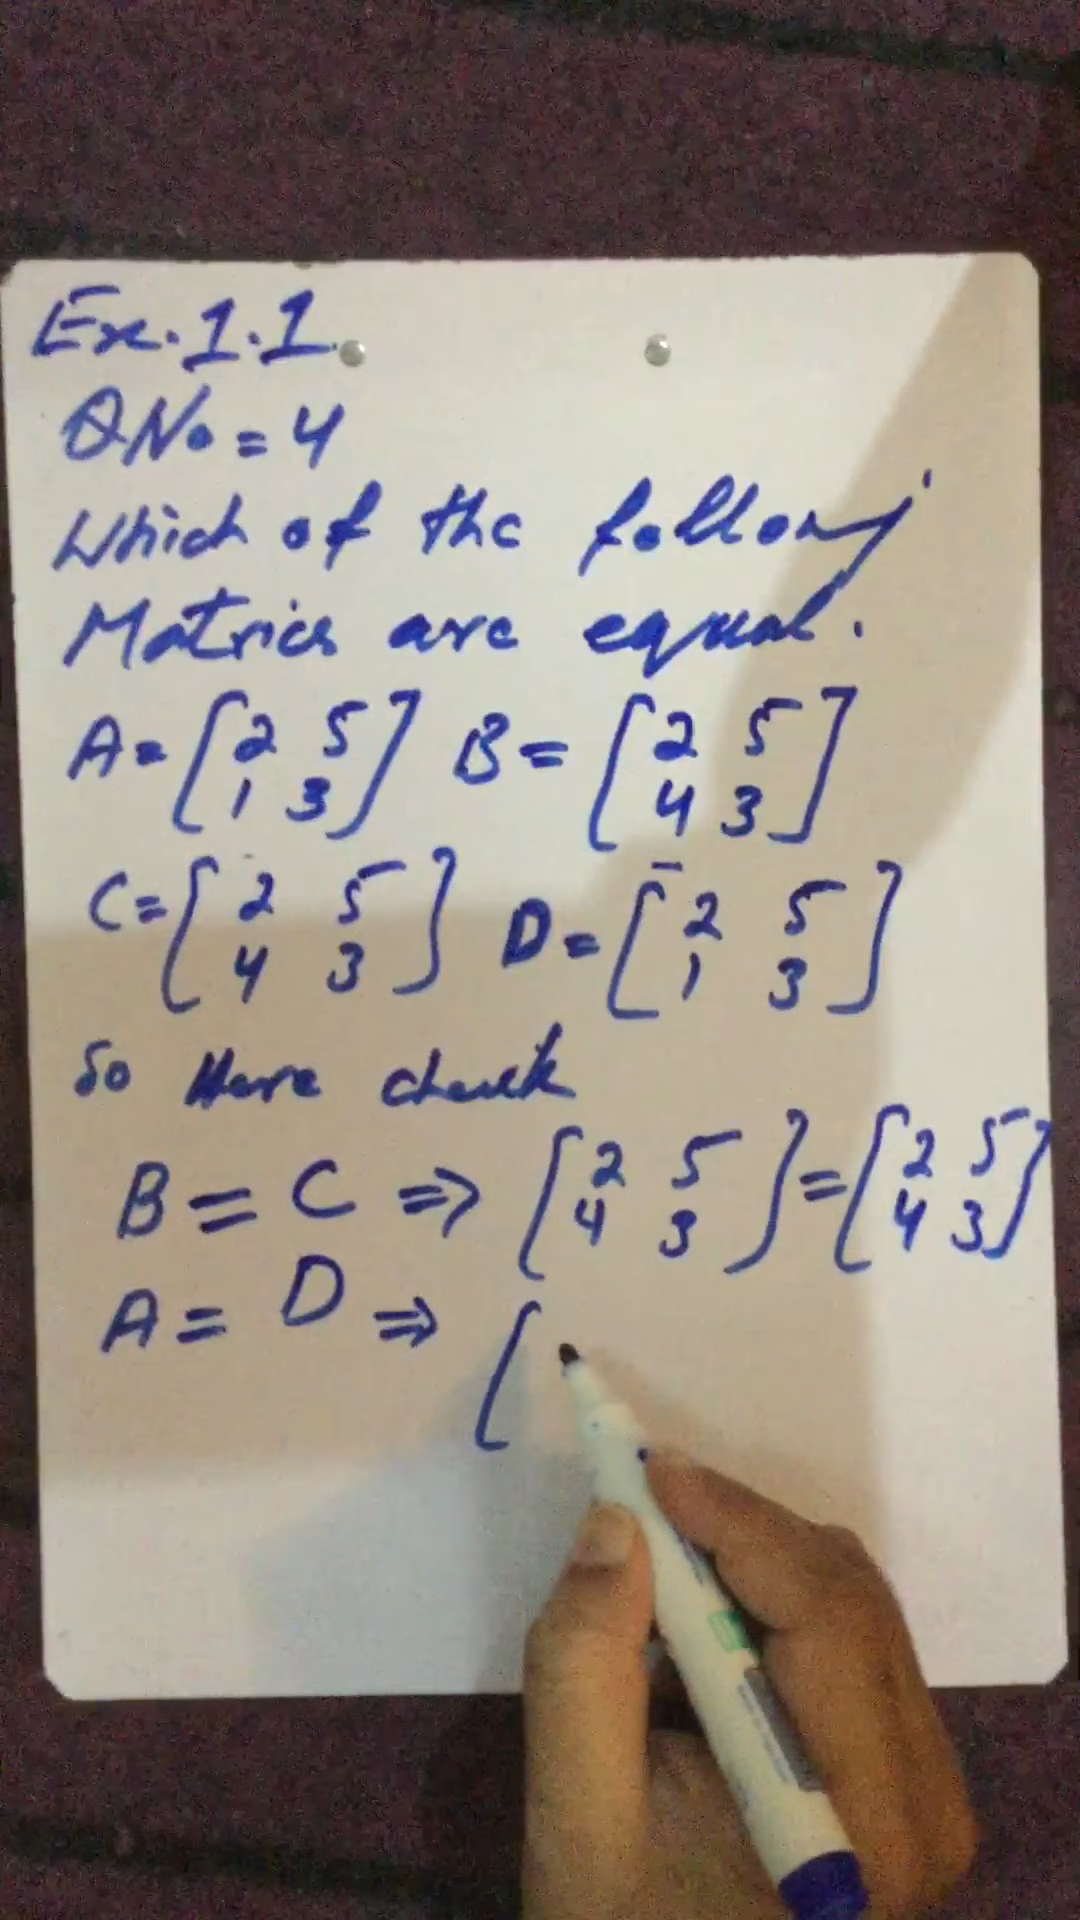 Ex. 1.1.
Q No = 4
Which of the following
Matrics are equal.
A = [2 5 B = [2 5
1 3] 4 3]
C = [2 5 D = [2 5
4 3] 1 3]
So Here check
B = C ⇒ [2 5 = [2 5
4 3] 4 3]
A = D ⇒ [